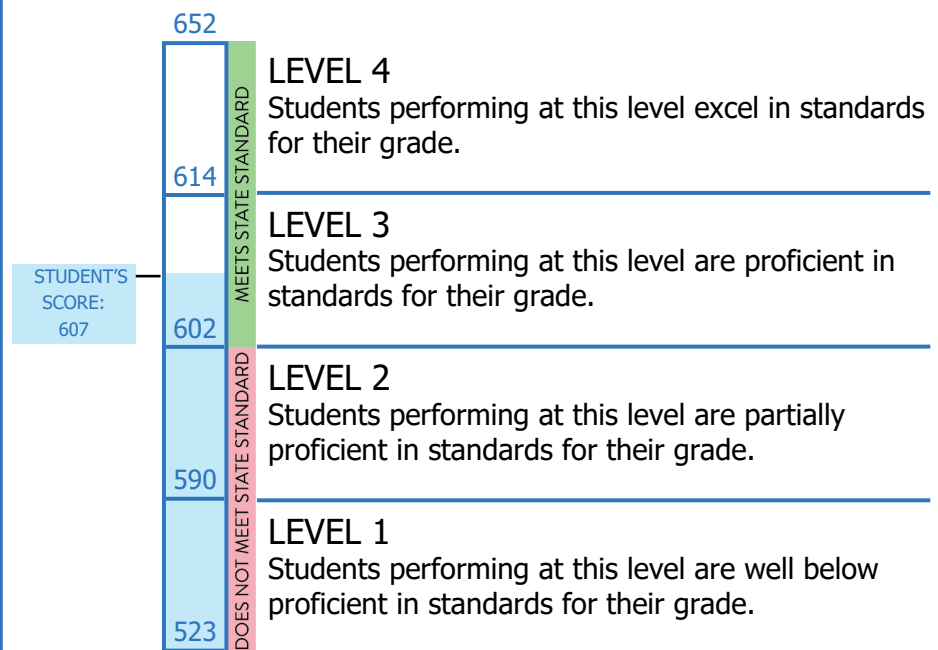 652
LEVEL 4
Students performing at this level excel in standards
for their grade.
614
MEETS STATE STANDARD
LEVEL 3
Students performing at this level are proficient in
standards for their grade.
STUDENT'S
SCORE:
607
602
LEVEL 2
Students performing at this level are partially
proficient in standards for their grade.
590
DOES NOT MEET STATE STANDARD
LEVEL 1
Students performing at this level are well below
proficient in standards for their grade.
523